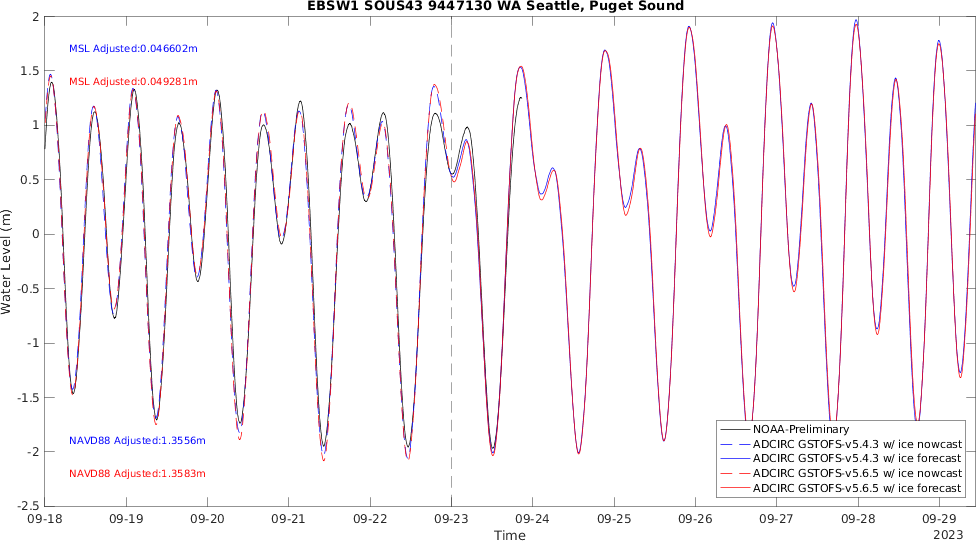 EBSW1 SOUS43 9447130 WA Seattle, Puget Sound
2
1.5
1
0.5
0
-0.5
-1
-1.5
-2
-2.5
Water Level (m)
MSL Adjusted:0.046602m
MSL Adjusted:0.049281m
NAVD88 Adjusted:1.3556m
NAVD88 Adjusted:1.3583m
NOAA-Preliminary
ADCIRC GSTOFS-v5.4.3 w/ ice nowcast
ADCIRC GSTOFS-v5.4.3 w/ ice forecast
ADCIRC GSTOFS-v5.6.5 w/ ice nowcast
ADCIRC GSTOFS-v5.6.5 w/ ice forecast
09-18 09-19 09-20 09-21 09-22 09-23 09-24 09-25 09-26 09-27 09-28 09-29
Time
2023